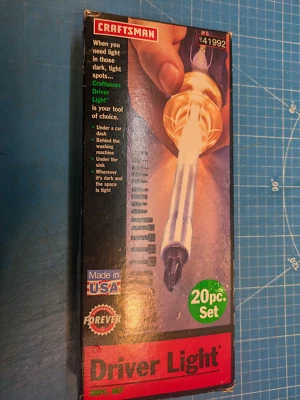 CRAFTSMAN
41992
When you
need light
in those
dark, tight
spots...
Craftsman
Driver
Light
is your tool
of choice.
• Under a car
dash
• Behind the
washing
machine
• Under the
sink
• Wherever
it's dark and
the space
is tight
Made in
USA
FOREVER
20pc.
Set
Driver Light
90°